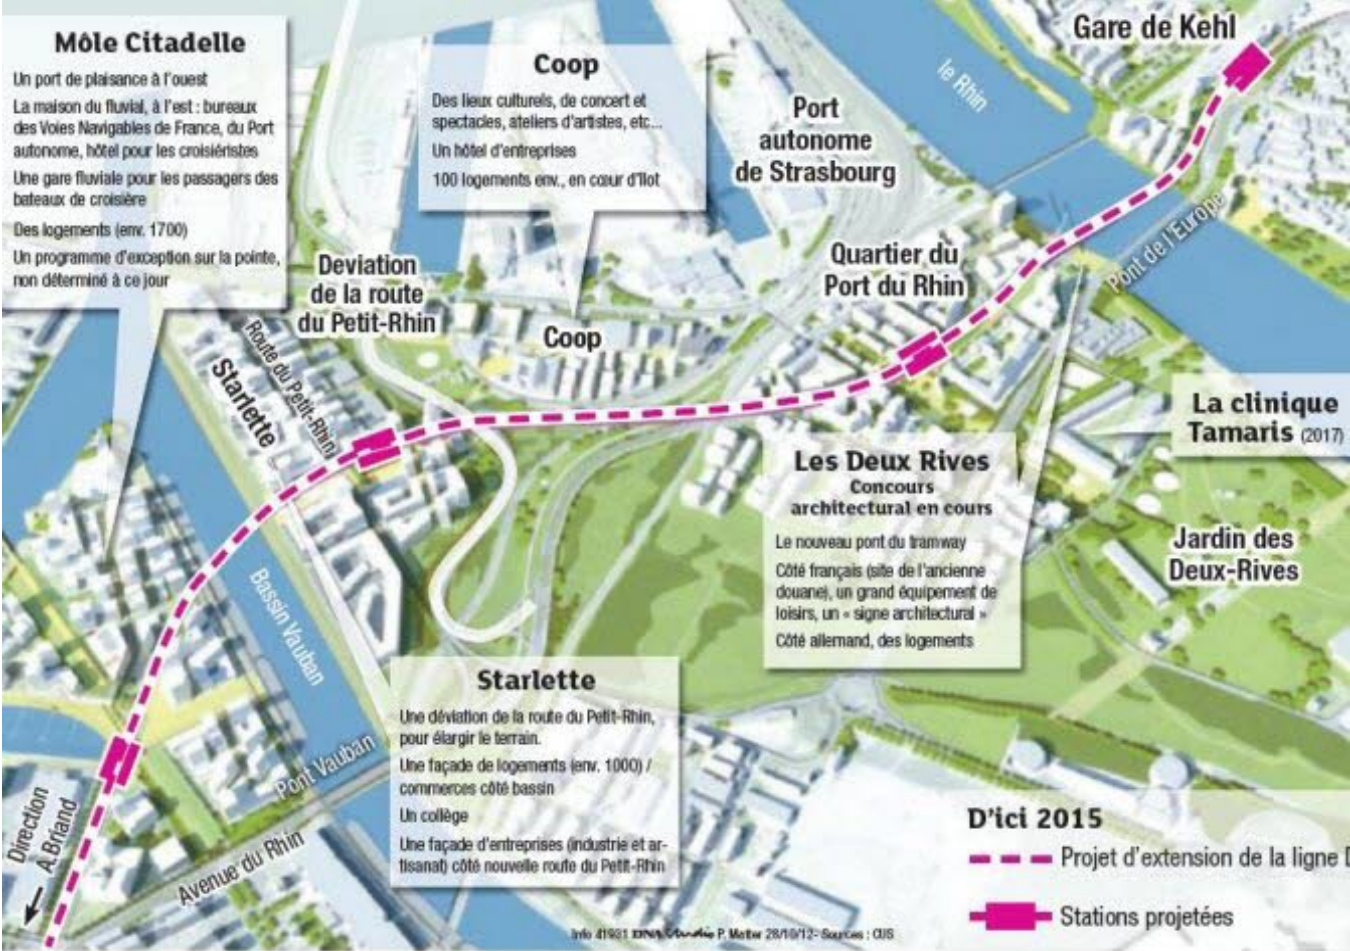 Môle Citadelle
Un port de plaisance à l'ouest
La maison du fluvial, à l'est : bureaux
des Voies Navigables de France, du Port
autonome, hôtel pour les croisiéristes
Une gare fluviale pour les passagers des
bateaux de croisière
Des logements (env. 1700)
Un programme d'exception sur la pointe,
non déterminé à ce jour
Coop
Des lieux culturels, de concert et
spectacles, ateliers d'artistes, etc...
Un hôtel d'entreprises
100 logements env., en cœur d'îlot
Gare de Kehl
le Rhin
Port
autonome
de Strasbourg
Pont de l'Europe
Quartier du
Port du Rhin
Deviation
de la route
du Petit-Rhin
Coop
Route du Petit-Rhin
Starlette
La clinique
Tamaris (2017)
Les Deux Rives
Concours
architectural en cours
Le nouveau pont du tramway
Côté français (site de l'ancienne
douane), un grand équipement de
loisirs, un « signe architectural »
Côté allemand, des logements
Jardin des
Deux-Rives
Bassin Vauban
Starlette
Une déviation de la route du Petit-Rhin,
pour élargir le terrain.
Une façade de logements (env. 1000) /
commerces côté bassin
Un collège
Une façade d'entreprises (industrie et ar-
tisanat) côté nouvelle route du Petit-Rhin
Pont Vauban
Avenue du Rhin
Direction
A.Briand
D'ici 2015
Projet d'extension de la ligne D
Stations projetées
Info 41931 DNA Studio P. Matter 28/10/12- Sources : CUS